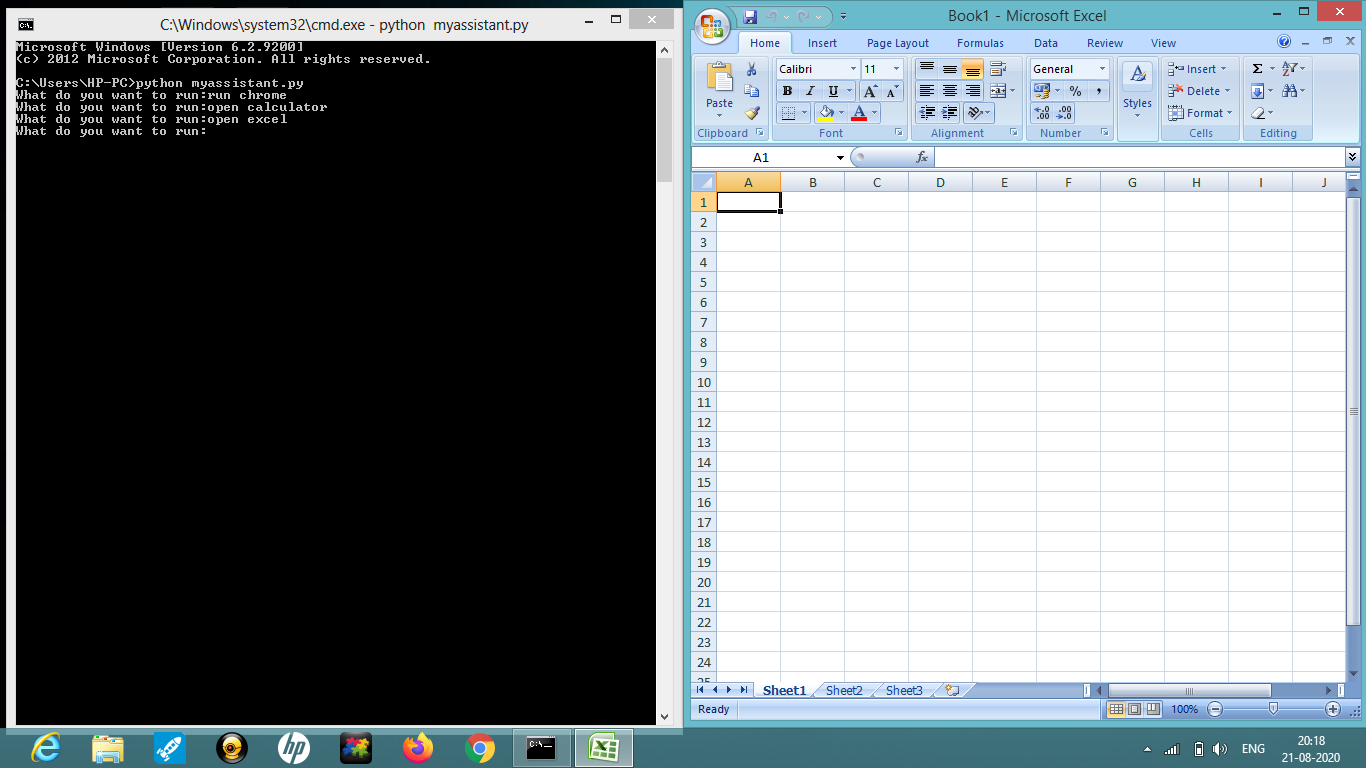 C:\Windows\system32\cmd.exe - python  myassistant.py
Microsoft Windows [Version 6.2.9200]
(c) 2012 Microsoft Corporation. All rights reserved.
C:\Users\HP-PC>python myassistant.py
What do you want to run:run chrome
What do you want to run:open calculator
What do you want to run:open excel
What do you want to run:
Book1 - Microsoft Excel
Home Insert Page Layout Formulas Data Review View
Calibri 11 General Insert Σ
B I U A A % , Delete
Paste Styles
A Format
Clipboard Font Alignment Number Cells Editing
A1 fx
A B C D E F G H I J
1
2
3
4
5
6
7
8
9
10
11
12
13
14
15
16
17
18
19
20
21
22
23
24
25
Sheet1 Sheet2 Sheet3
Ready 100%
hp
ENG
20:18
21-08-2020